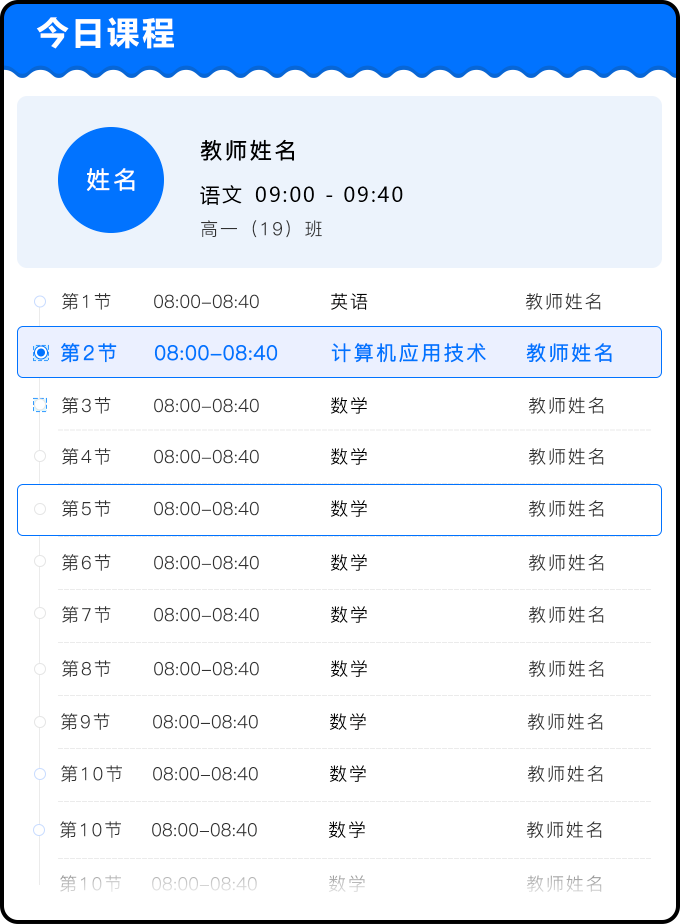 今日课程
姓名
教师姓名
语文 09:00 - 09:40
高一（19）班
第1节 08:00-08:40 英语 教师姓名
第2节 08:00-08:40 计算机应用技术 教师姓名
第3节 08:00-08:40 数学 教师姓名
第4节 08:00-08:40 数学 教师姓名
第5节 08:00-08:40 数学 教师姓名
第6节 08:00-08:40 数学 教师姓名
第7节 08:00-08:40 数学 教师姓名
第8节 08:00-08:40 数学 教师姓名
第9节 08:00-08:40 数学 教师姓名
第10节 08:00-08:40 数学 教师姓名
第10节 08:00-08:40 数学 教师姓名
第10节 08:00-08:40 数学 教师姓名